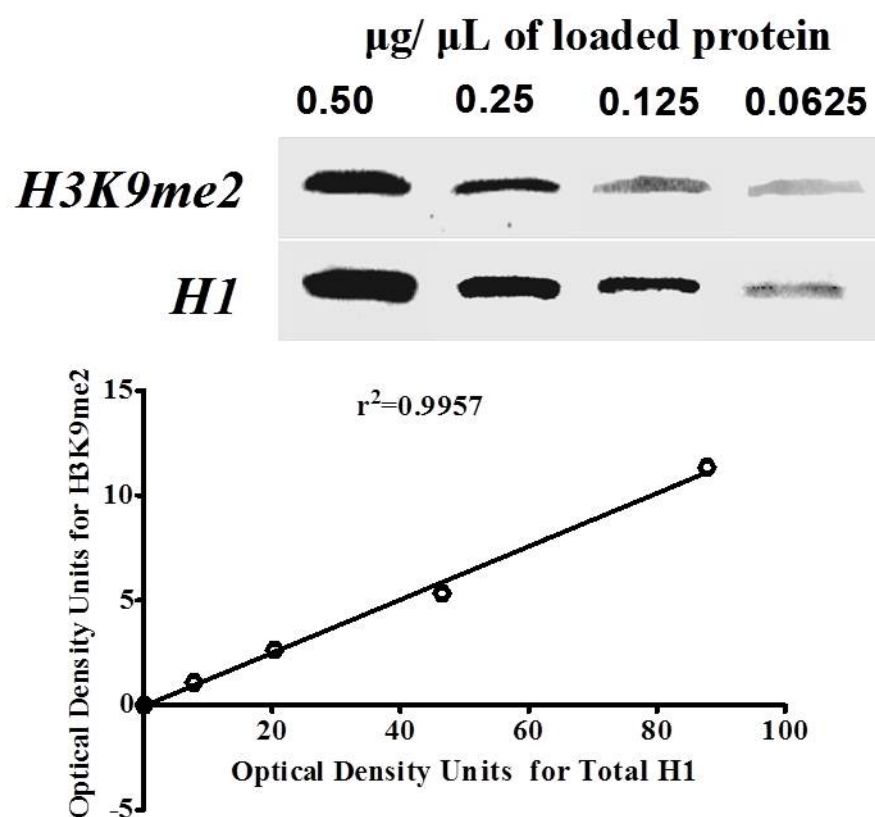 μg/ μL of loaded protein
0.50 0.25 0.125 0.0625
H3K9me2
H1
r²=0.9957
Optical Density Units for H3K9me2
15
10
5
0
-5
20 40 60 80 100
Optical Density Units for Total H1